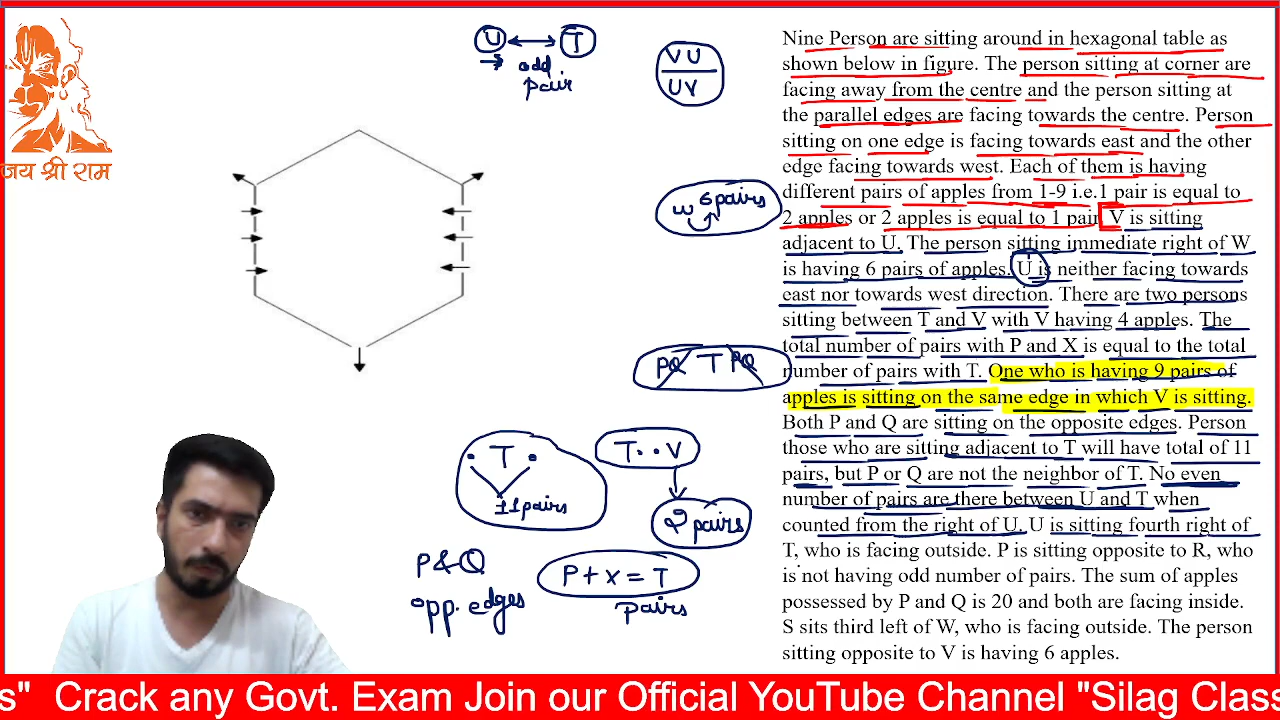 जय श्री राम
U ↔ T
odd
pair
VU
UV
W 6 pairs
PQ T PQ
• T •
11 pairs
T • • V
2 pairs
P & Q
opp. edges
P + x = T
pairs
Nine Person are sitting around in hexagonal table as
shown below in figure. The person sitting at corner are
facing away from the centre and the person sitting at
the parallel edges are facing towards the centre. Person
sitting on one edge is facing towards east and the other
edge facing towards west. Each of them is having
different pairs of apples from 1-9 i.e.1 pair is equal to
2 apples or 2 apples is equal to 1 pair. V is sitting
adjacent to U. The person sitting immediate right of W
is having 6 pairs of apples. U is neither facing towards
east nor towards west direction. There are two persons
sitting between T and V with V having 4 apples. The
total number of pairs with P and X is equal to the total
number of pairs with T. One who is having 9 pairs of
apples is sitting on the same edge in which V is sitting.
Both P and Q are sitting on the opposite edges. Person
those who are sitting adjacent to T will have total of 11
pairs, but P or Q are not the neighbor of T. No even
number of pairs are there between U and T when
counted from the right of U. U is sitting fourth right of
T, who is facing outside. P is sitting opposite to R, who
is not having odd number of pairs. The sum of apples
possessed by P and Q is 20 and both are facing inside.
S sits third left of W, who is facing outside. The person
sitting opposite to V is having 6 apples.
s" Crack any Govt. Exam Join our Official YouTube Channel "Silag Class